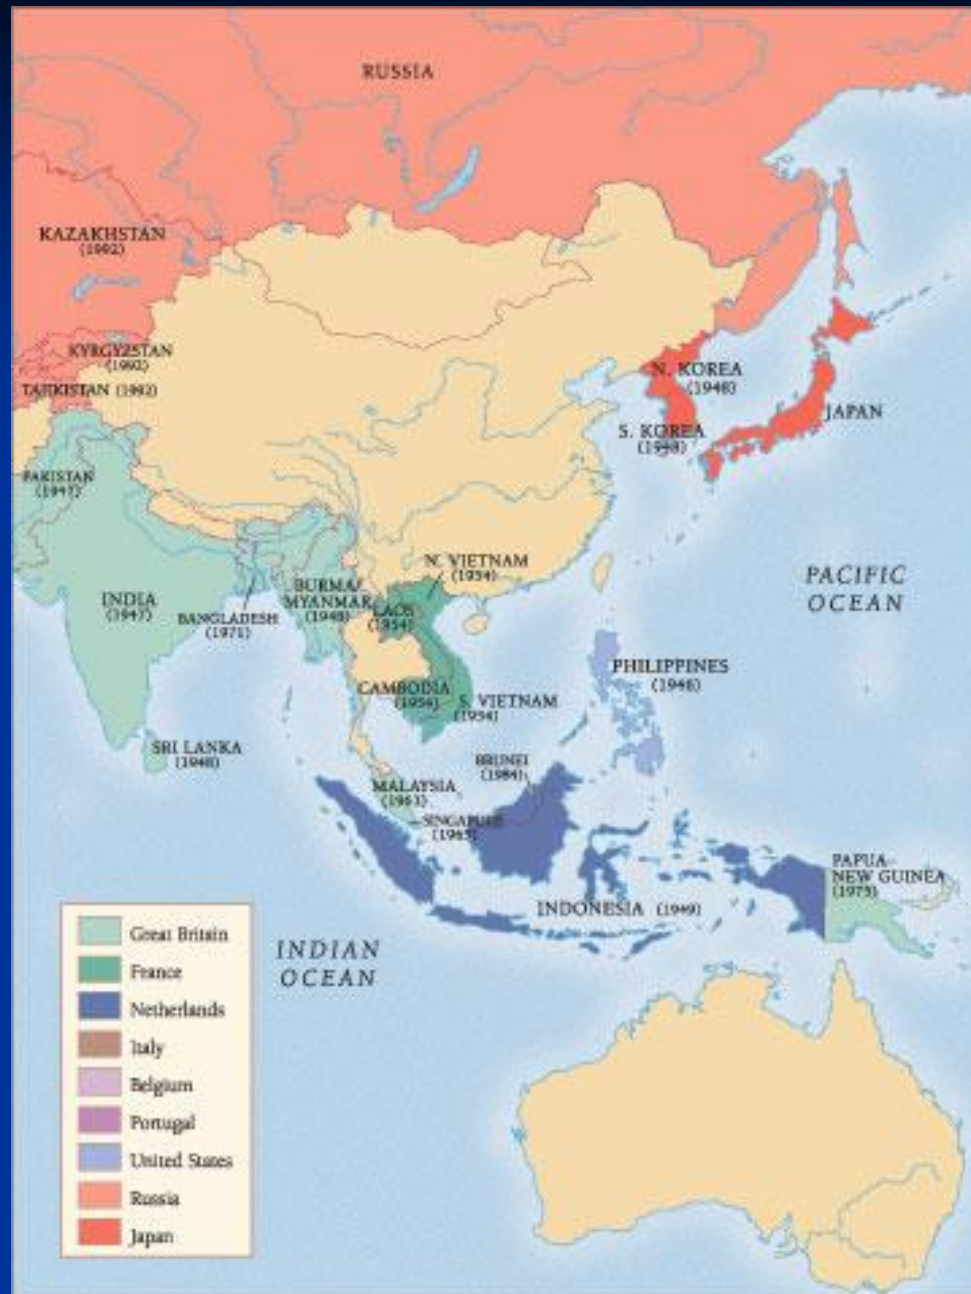 RUSSIA
KAZAKHSTAN
(1992)
KYRGYZSTAN
(1992)
TAJIKISTAN (1992)
N. KOREA
(1948)
JAPAN
S. KOREA
(1948)
PAKISTAN
(1947)
N. VIETNAM
(1954)
PACIFIC
OCEAN
INDIA
(1947)
BURMA/
MYANMAR
(1948)
LAOS
(1954)
BANGLADESH
(1971)
PHILIPPINES
(1946)
CAMBODIA
(1954)
S. VIETNAM
(1954)
SRI LANKA
(1948)
BRUNEI
(1984)
MALAYSIA
(1963)
SINGAPORE
(1965)
PAPUA-
NEW GUINEA
(1975)
INDONESIA (1949)
INDIAN
OCEAN
Great Britain
France
Netherlands
Italy
Belgium
Portugal
United States
Russia
Japan